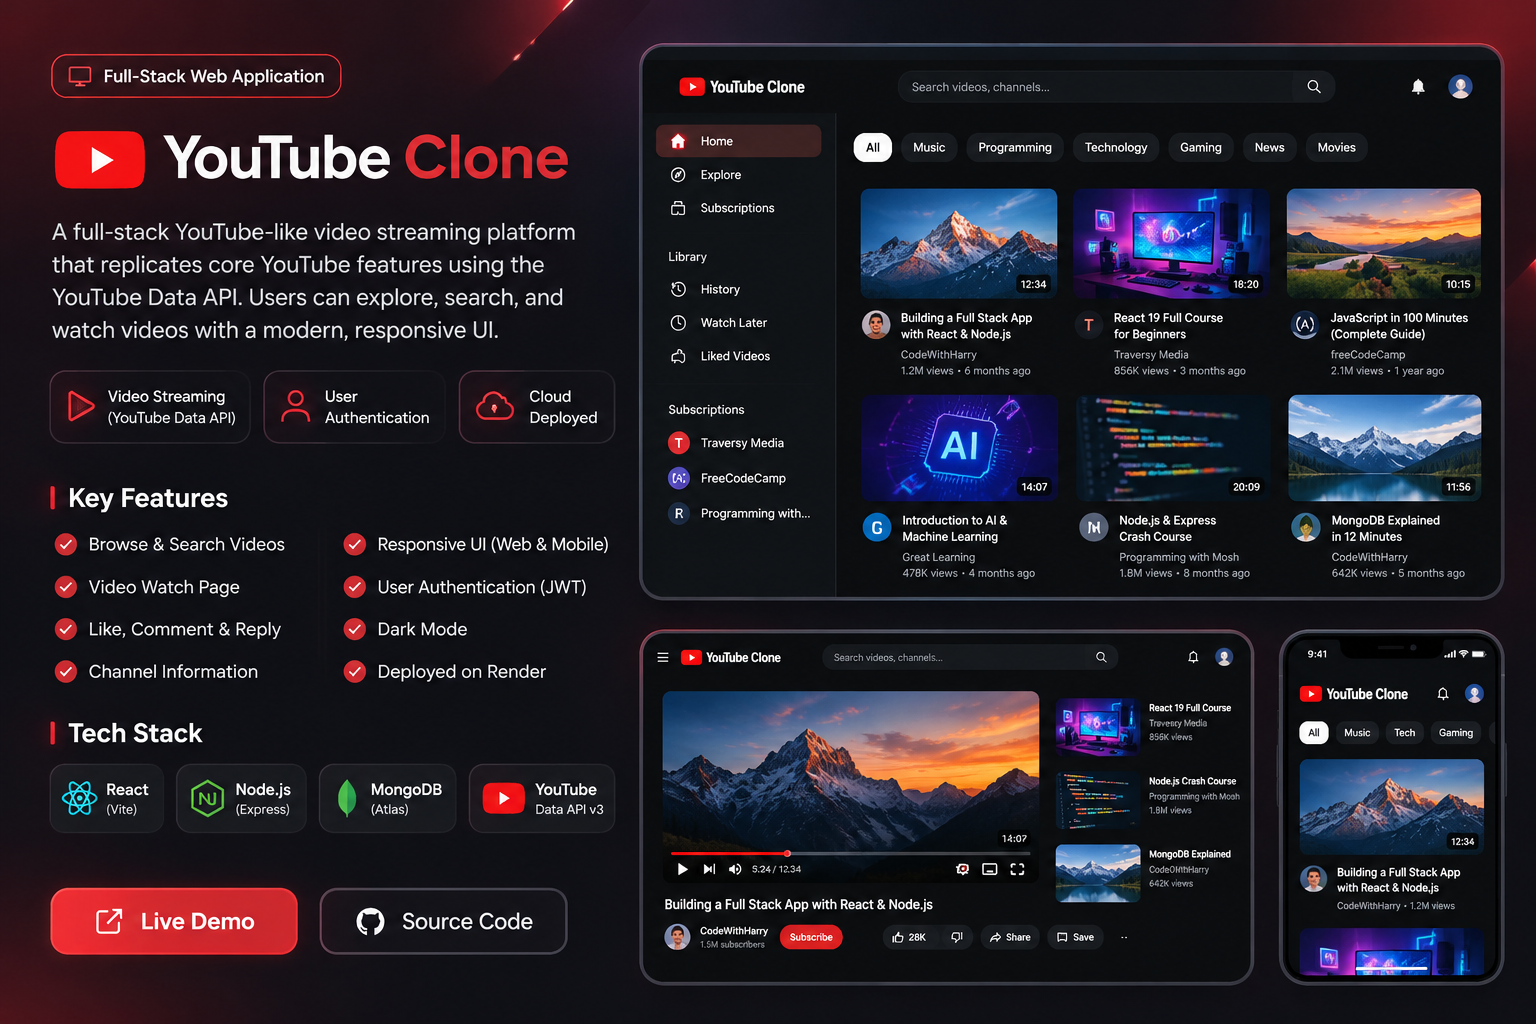 Full-Stack Web Application
YouTube Clone
A full-stack YouTube-like video streaming platform
that replicates core YouTube features using the
YouTube Data API. Users can explore, search, and
watch videos with a modern, responsive UI.
Video Streaming
(YouTube Data API)
User
Authentication
Cloud
Deployed
Key Features
Browse & Search Videos
Responsive UI (Web & Mobile)
Video Watch Page
User Authentication (JWT)
Like, Comment & Reply
Dark Mode
Channel Information
Deployed on Render
Tech Stack
React
(Vite)
Node.js
(Express)
MongoDB
(Atlas)
YouTube
Data API v3
Live Demo
Source Code
YouTube Clone
Search videos, channels...
Home
Explore
Subscriptions
Library
History
Watch Later
Liked Videos
Subscriptions
T Traversy Media
(A) FreeCodeCamp
R Programming with...
All Music Programming Technology Gaming News Movies
12:34
Building a Full Stack App
with React & Node.js
CodeWithHarry
1.2M views • 6 months ago
18:20
T
React 19 Full Course
for Beginners
Traversy Media
856K views • 3 months ago
10:15
(A)
JavaScript in 100 Minutes
(Complete Guide)
freeCodeCamp
2.1M views • 1 year ago
AI
14:07
G
Introduction to AI &
Machine Learning
Great Learning
478K views • 4 months ago
20:09
N
Node.js & Express
Crash Course
Programming with Mosh
1.8M views • 8 months ago
11:56
MongoDB Explained
in 12 Minutes
CodeWithHarry
642K views • 5 months ago
YouTube Clone
Search videos, channels...
14:07
5.24 / 12.34
Building a Full Stack App with React & Node.js
CodeWithHarry
1.5M subscribers
Subscribe
28K
Share
Save
React 19 Full Course
Traversy Media
856K views
Node.js Crash Course
Programming with Mosh
1.8M views
MongoDB Explained
642K views
9:41
YouTube Clone
All Music Tech Gaming
12:34
Building a Full Stack App
with React & Node.js
CodeWithHarry • 1.2M views